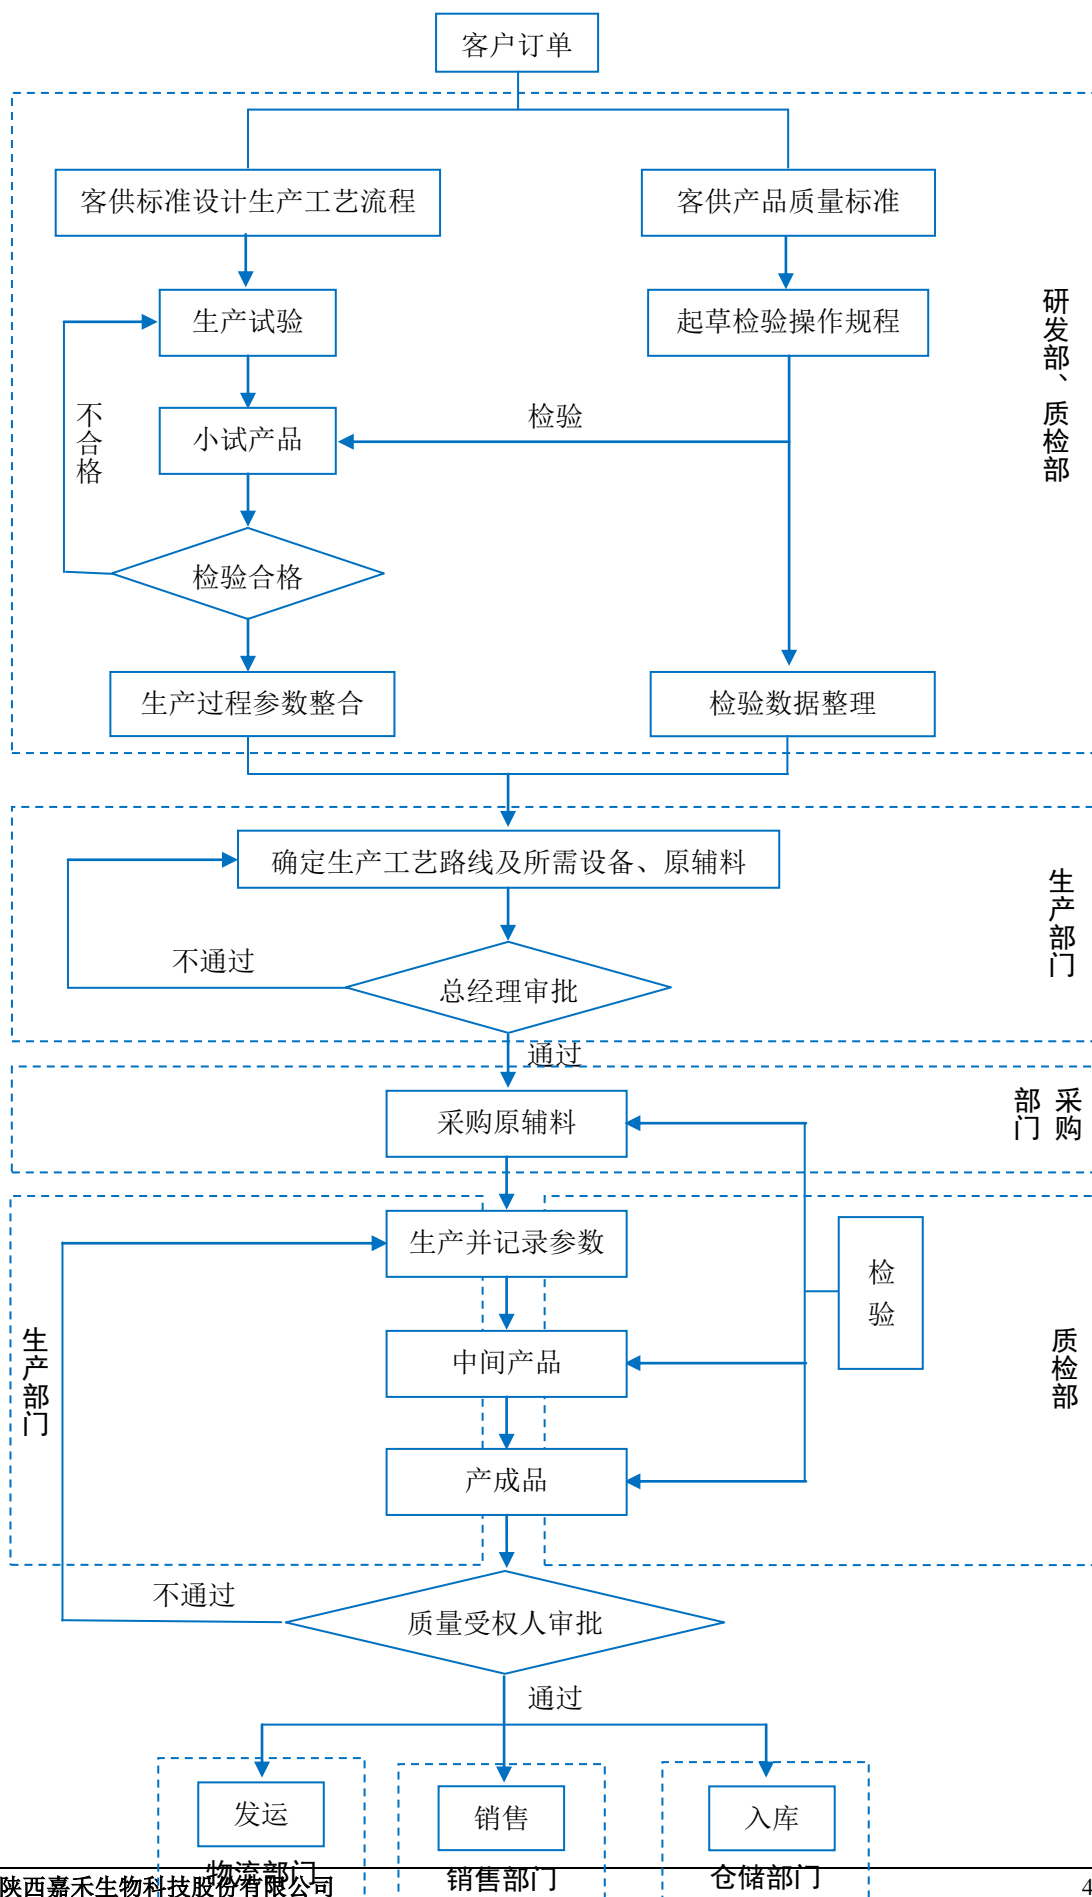 客户订单
客供标准设计生产工艺流程
客供产品质量标准
生产试验
起草检验操作规程
研发部、质检部
不合格
小试产品
检验
检验合格
生产过程参数整合
检验数据整理
确定生产工艺路线及所需设备、原辅料
生产部门
不通过
总经理审批
通过
采购原辅料
采购部门
生产并记录参数
检验
生产部门
中间产品
质检部
产成品
不通过
质量受权人审批
通过
发运
销售
入库
物流部门
销售部门
仓储部门
陕西嘉禾生物科技股份有限公司
4